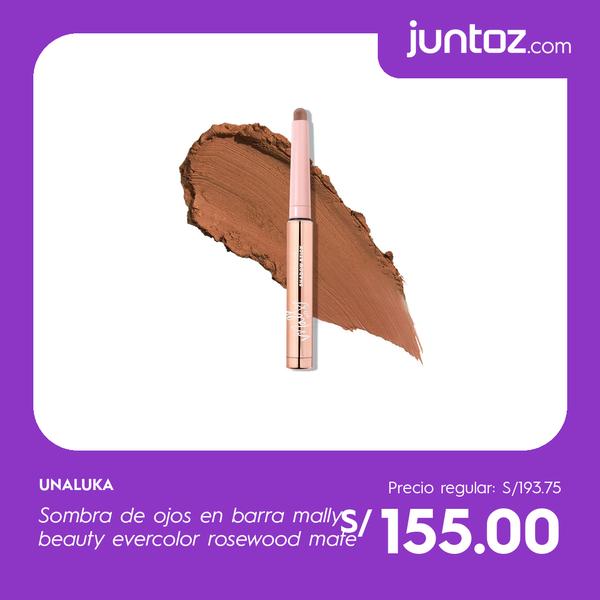 juntoz.com
UNALUKA
Sombra de ojos en barra mally
beauty evercolor rosewood mate
Precio regular: S/193.75
S/155.00